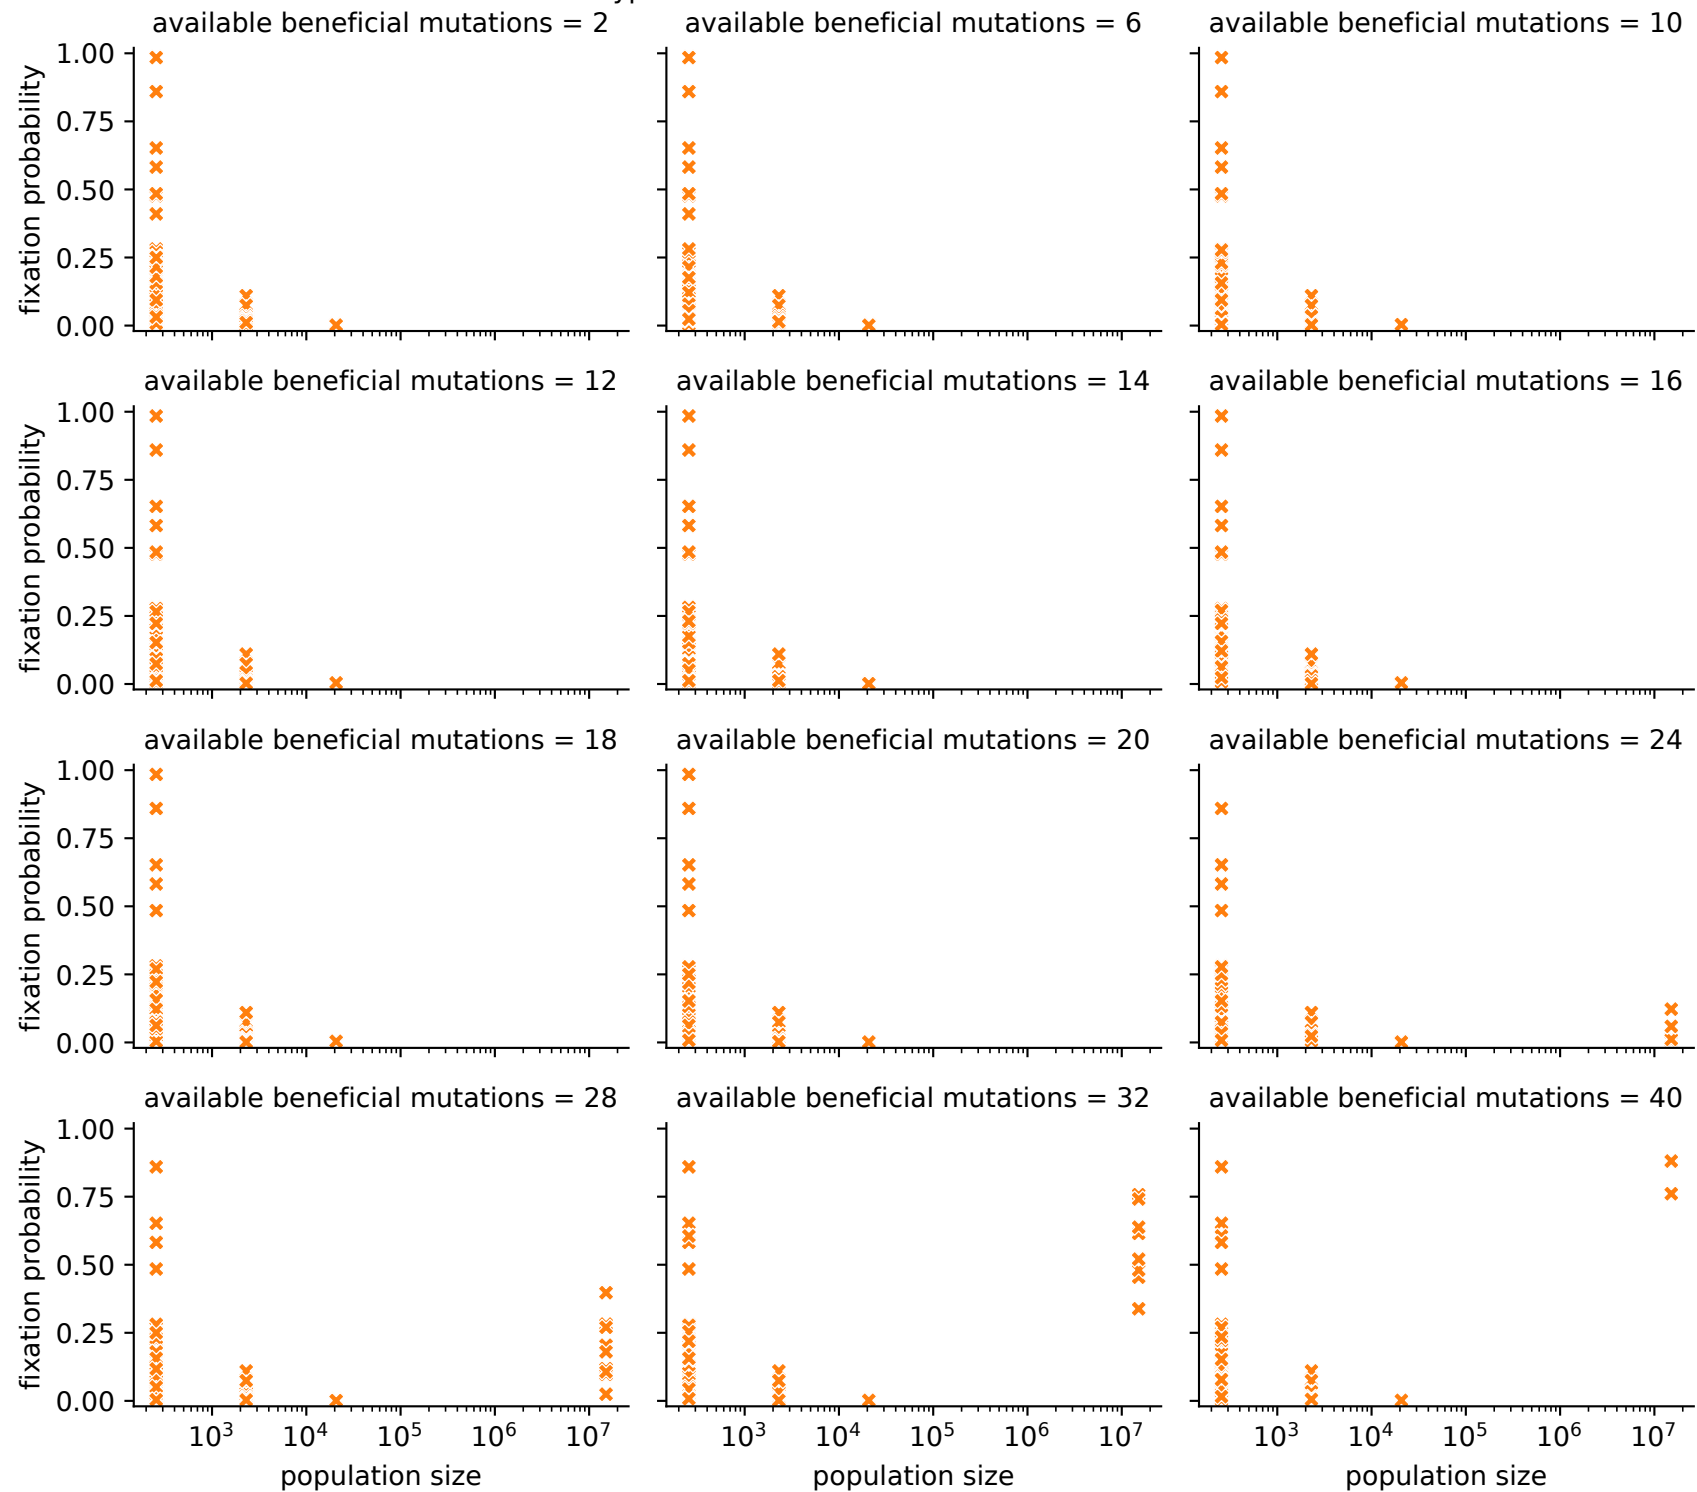 available beneficial mutations = 2
available beneficial mutations = 6
available beneficial mutations = 10
fixation probability
1.00
0.75
0.50
0.25
0.00
available beneficial mutations = 12
available beneficial mutations = 14
available beneficial mutations = 16
fixation probability
1.00
0.75
0.50
0.25
0.00
available beneficial mutations = 18
available beneficial mutations = 20
available beneficial mutations = 24
fixation probability
1.00
0.75
0.50
0.25
0.00
available beneficial mutations = 28
available beneficial mutations = 32
available beneficial mutations = 40
fixation probability
1.00
0.75
0.50
0.25
0.00
10³ 10⁴ 10⁵ 10⁶ 10⁷
10³ 10⁴ 10⁵ 10⁶ 10⁷
10³ 10⁴ 10⁵ 10⁶ 10⁷
population size
population size
population size